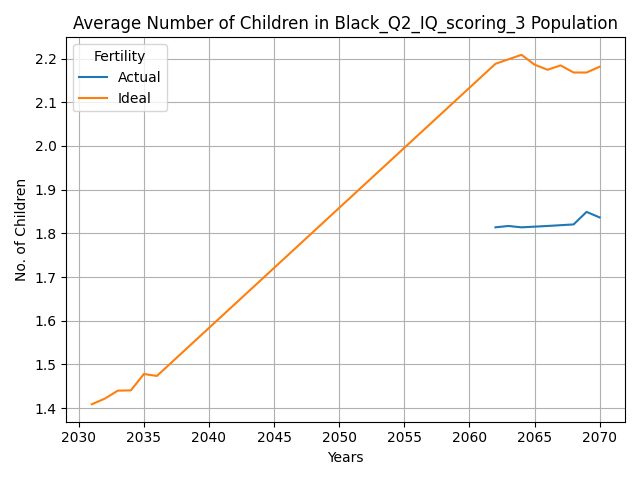 Average Number of Children in Black_Q2_IQ_scoring_3 Population
Fertility
Actual
Ideal
No. of Children
2.2
2.1
2.0
1.9
1.8
1.7
1.6
1.5
1.4
2030 2035 2040 2045 2050 2055 2060 2065 2070
Years